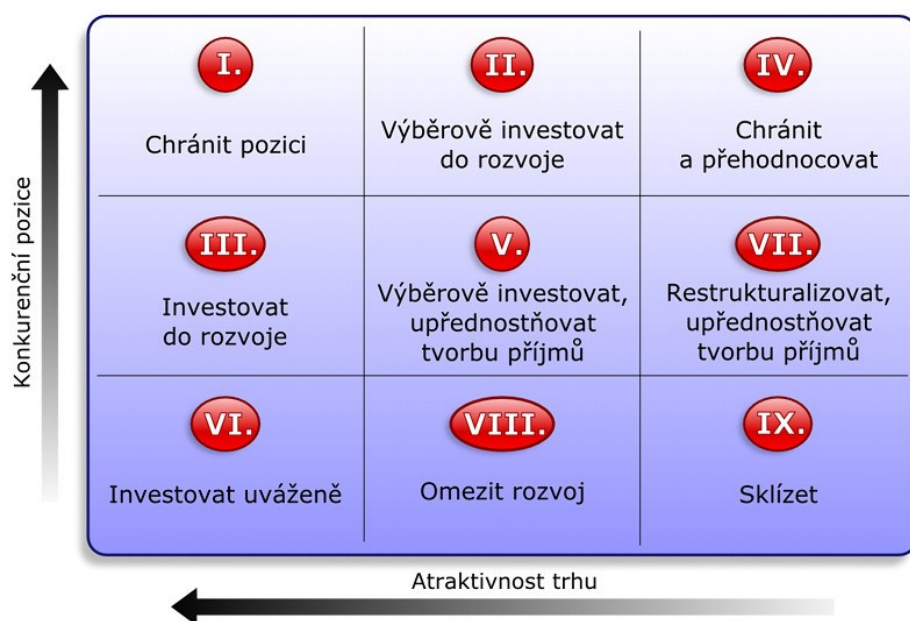 Konkurenční pozice
I.
Chránit pozici
II.
Výběrově investovat
do rozvoje
IV.
Chránit
a přehodnocovat
III.
Investovat
do rozvoje
V.
Výběrově investovat,
upřednostňovat
tvorbu příjmů
VII.
Restrukturalizovat,
upřednostňovat
tvorbu příjmů
VI.
Investovat uváženě
VIII.
Omezit rozvoj
IX.
Sklízet
Atraktivnost trhu